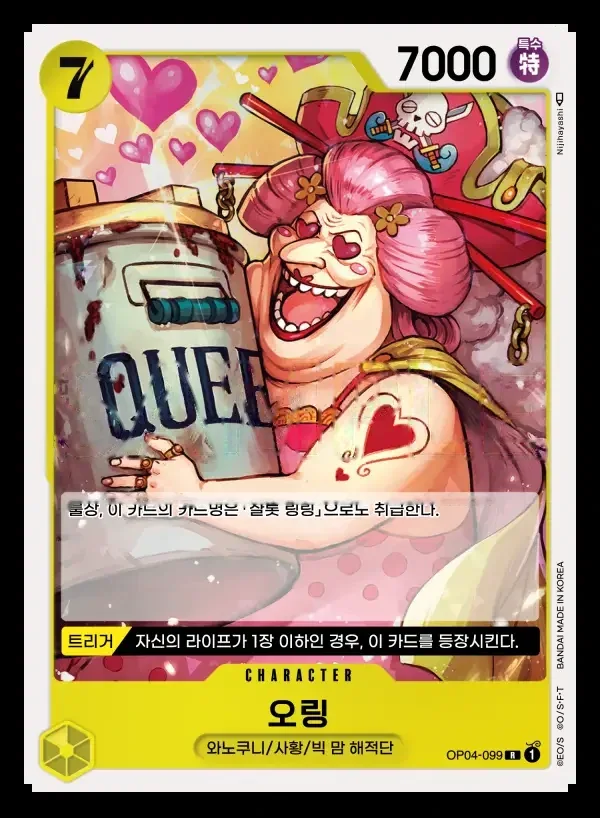 7
7000
특수
特
Nijihayashi
QUEE
이 카드의 카드명은 「샬롯 링링」으로도 취급한다.
트리거 자신의 라이프가 1장 이하인 경우, 이 카드를 등장시킨다.
CHARACTER
오링
와노쿠니/사황/빅 맘 해적단
OP04-099 R 1
©EO/S ©O/S·F·T BANDAI MADE IN KOREA